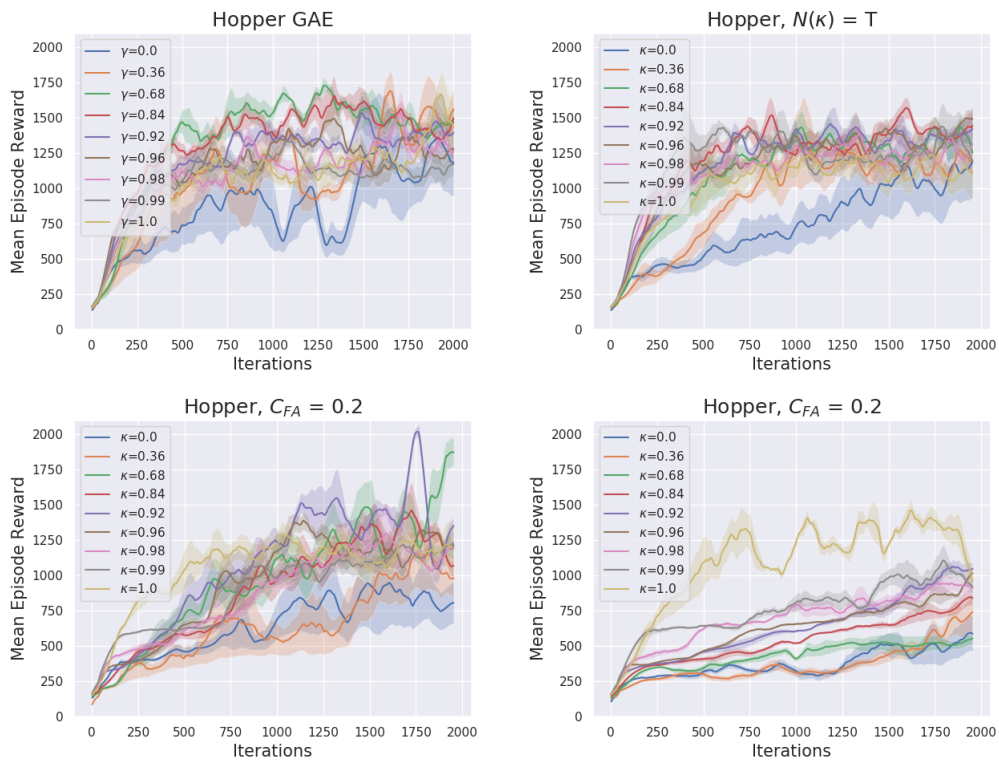 Hopper GAE
Mean Episode Reward
2000
1750
1500
1250
1000
750
500
250
0
γ=0.0
γ=0.36
γ=0.68
γ=0.84
γ=0.92
γ=0.96
γ=0.98
γ=0.99
γ=1.0
0 250 500 750 1000 1250 1500 1750 2000
Iterations
Hopper, N(κ) = T
Mean Episode Reward
2000
1750
1500
1250
1000
750
500
250
0
κ=0.0
κ=0.36
κ=0.68
κ=0.84
κ=0.92
κ=0.96
κ=0.98
κ=0.99
κ=1.0
0 250 500 750 1000 1250 1500 1750 2000
Iterations
Hopper, C_FA = 0.2
Mean Episode Reward
2000
1750
1500
1250
1000
750
500
250
0
κ=0.0
κ=0.36
κ=0.68
κ=0.84
κ=0.92
κ=0.96
κ=0.98
κ=0.99
κ=1.0
0 250 500 750 1000 1250 1500 1750 2000
Iterations
Hopper, C_FA = 0.2
Mean Episode Reward
2000
1750
1500
1250
1000
750
500
250
0
κ=0.0
κ=0.36
κ=0.68
κ=0.84
κ=0.92
κ=0.96
κ=0.98
κ=0.99
κ=1.0
0 250 500 750 1000 1250 1500 1750 2000
Iterations